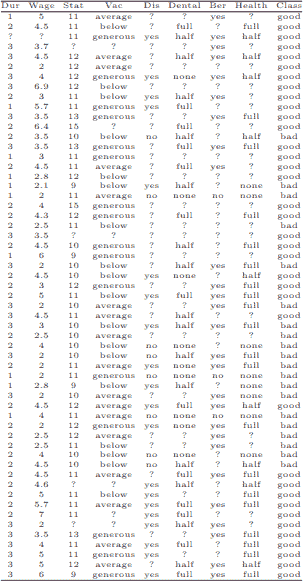 Dur Wage Stat Vac Dis Dental Ber Health Class
1 5 11 average ? ? yes ? good
2 4.5 11 below ? full ? full good
? ? 11 generous yes half yes half good
3 3.7 ? ? ? ? yes ? good
3 4.5 12 average ? half yes half good
2 2 12 average ? ? ? ? good
3 4 12 generous yes none yes half good
3 6.9 12 below ? ? ? ? good
2 3 11 below yes half yes ? good
1 5.7 11 generous yes full ? ? good
3 3.5 13 generous ? ? yes full good
2 6.4 15 ? ? full ? ? good
2 3.5 10 below no half ? half bad
3 3.5 13 generous ? full yes full good
1 3 11 generous ? ? ? ? good
2 4.5 11 average ? full yes ? good
1 2.8 12 below ? ? ? ? good
1 2.1 9 below yes half ? none bad
2 2 11 average no none no none bad
2 4 15 generous ? ? ? ? good
2 4.3 12 generous ? full ? full good
2 2.5 11 below ? ? ? ? bad
3 3.5 ? ? ? ? ? ? good
2 4.5 10 generous ? half ? full good
2 6 9 generous ? ? ? ? good
3 2 10 below ? half yes full bad
2 4.5 10 below yes none ? half good
2 3 12 generous ? ? yes full good
2 5 11 below yes full yes full good
3 2 10 average ? ? yes full bad
3 4.5 11 average ? half ? ? good
3 3 10 below yes half yes full bad
2 2.5 10 average ? ? ? ? bad
2 4 10 below no none ? none bad
3 2 10 below no half yes full bad
2 2 11 average yes none yes full bad
1 2 11 generous no none no none bad
1 2.8 9 below yes half ? none bad
3 2 10 average ? ? yes none bad
2 4.5 12 average yes full yes half good
1 4 11 average no none no none bad
2 2 12 generous yes none yes full bad
2 2.5 12 average ? ? yes ? bad
2 2.5 11 below ? ? yes ? bad
2 4 10 below no none ? none bad
2 4.5 10 below no half ? half bad
2 4.5 11 average ? full yes full good
2 4.6 ? ? yes half ? half good
2 5 11 below yes ? ? full good
2 5.7 11 average yes full yes full good
2 7 11 ? yes full ? ? good
3 2 ? ? yes half yes ? good
3 3.5 13 generous ? ? yes full good
3 4 11 average yes full ? full good
3 5 11 generous yes ? ? full good
3 5 12 average ? half yes half good
3 6 9 generous yes full yes full good